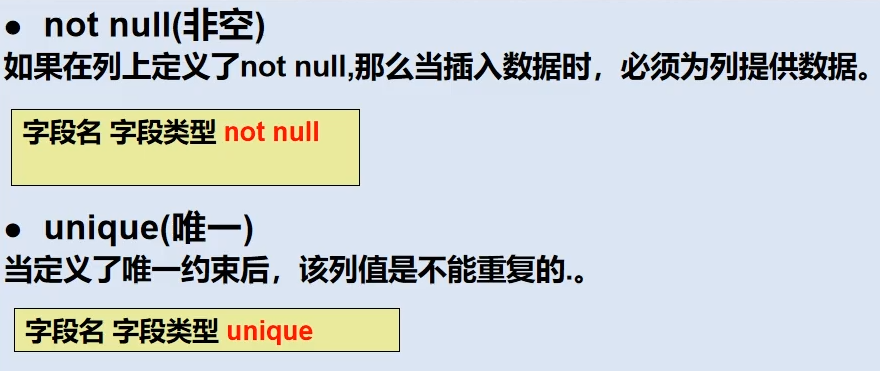 ● not null(非空)
如果在列上定义了not null,那么当插入数据时，必须为列提供数据。
字段名 字段类型 not null
● unique(唯一)
当定义了唯一约束后，该列值是不能重复的.。
字段名 字段类型 unique